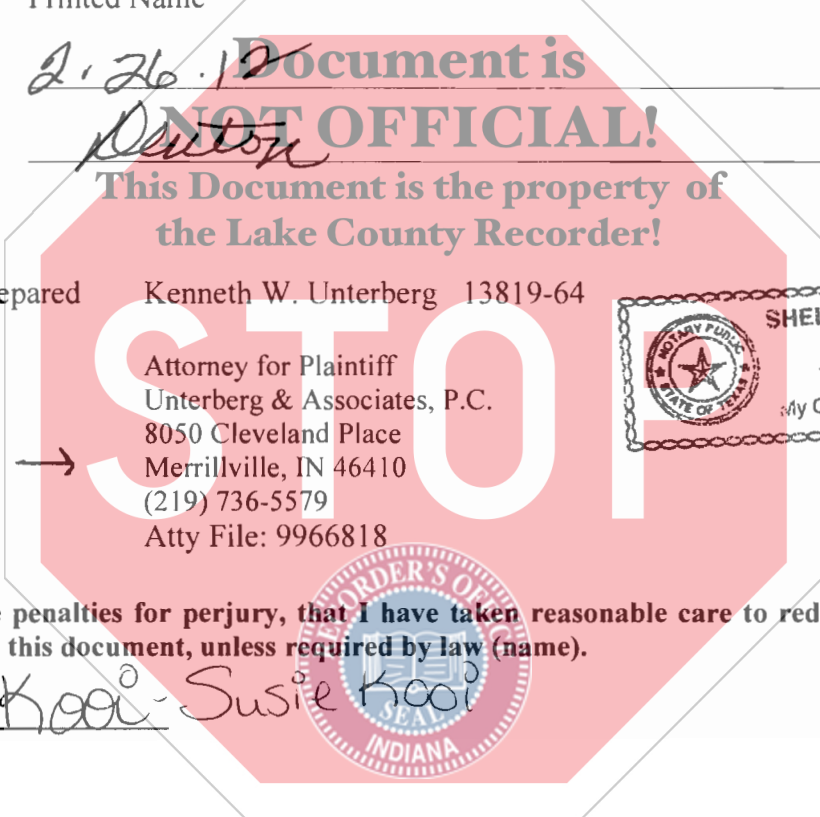 Printed Name
2.26.12
Denton
Document is
NOT OFFICIAL!
This Document is the property of
the Lake County Recorder!
epared Kenneth W. Unterberg 13819-64
Attorney for Plaintiff
Unterberg & Associates, P.C.
8050 Cleveland Place
Merrillville, IN 46410
(219) 736-5579
Atty File: 9966818
SHE
NOTARY PUBLIC
STATE OF TEXAS
My C
STOP
e penalties for perjury, that I have taken reasonable care to red
this document, unless required by law (name).
Kooi - Susie Kooi
RECORDER'S OFFICE
SEAL
INDIANA